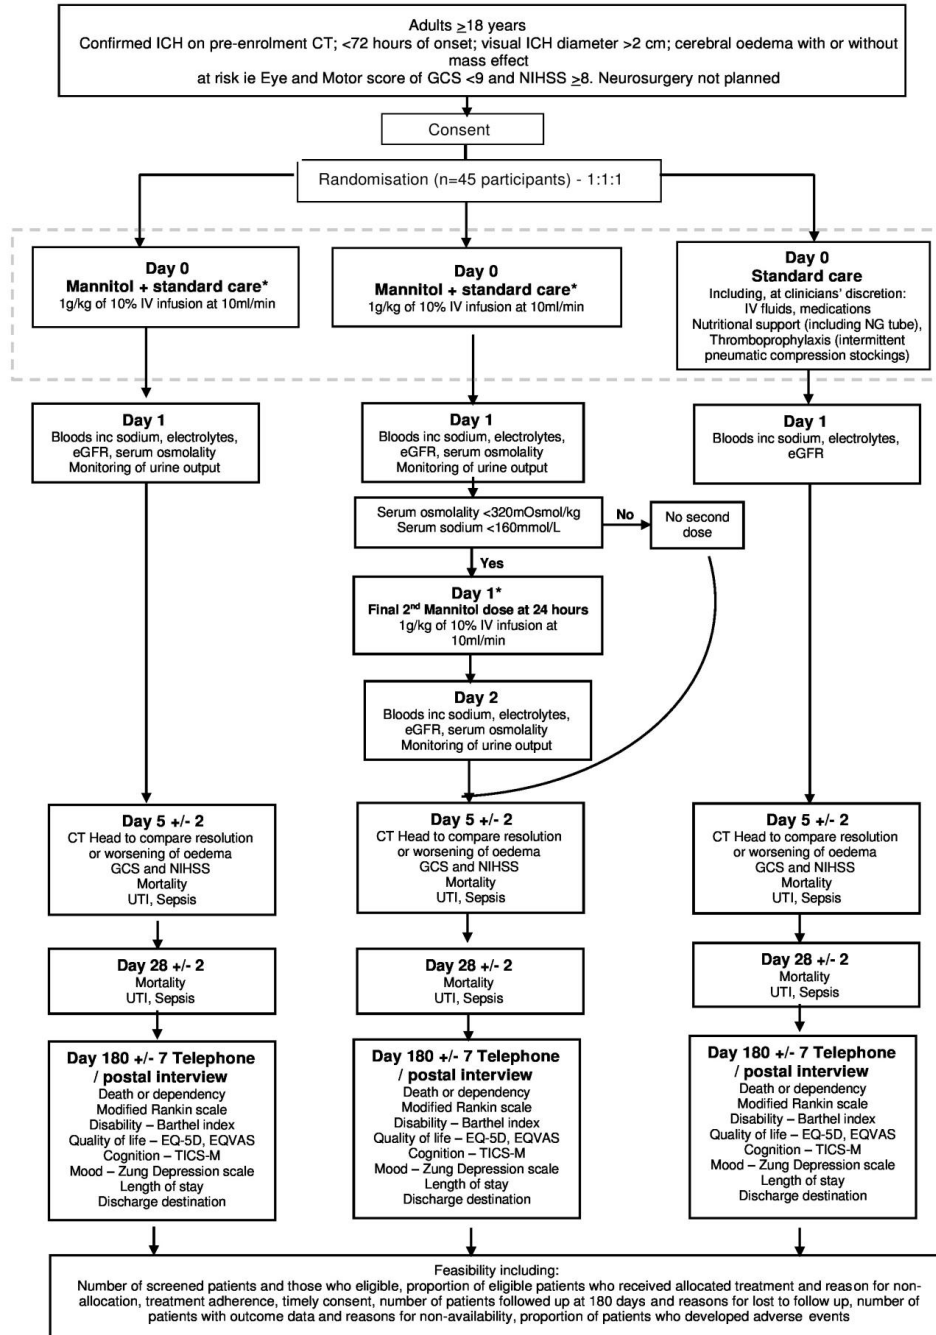 Adults ≥18 years
Confirmed ICH on pre-enrolment CT; <72 hours of onset; visual ICH diameter >2 cm; cerebral oedema with or without
mass effect
at risk ie Eye and Motor score of GCS <9 and NIHSS ≥8. Neurosurgery not planned
Consent
Randomisation (n=45 participants) - 1:1:1
Day 0
Mannitol + standard care*
1g/kg of 10% IV infusion at 10ml/min
Day 0
Mannitol + standard care*
1g/kg of 10% IV infusion at 10ml/min
Day 0
Standard care
Including, at clinicians' discretion:
IV fluids, medications
Nutritional support (including NG tube),
Thromboprophylaxis (intermittent
pneumatic compression stockings)
Day 1
Bloods inc sodium, electrolytes,
eGFR, serum osmolality
Monitoring of urine output
Day 1
Bloods inc sodium, electrolytes,
eGFR, serum osmolality
Monitoring of urine output
Day 1
Bloods inc sodium, electrolytes,
eGFR
Serum osmolality <320mOsmol/kg
Serum sodium <160mmol/L
No
No second
dose
Yes
Day 1*
Final 2nd Mannitol dose at 24 hours
1g/kg of 10% IV infusion at
10ml/min
Day 2
Bloods inc sodium, electrolytes,
eGFR, serum osmolality
Monitoring of urine output
Day 5 +/- 2
CT Head to compare resolution
or worsening of oedema
GCS and NIHSS
Mortality
UTI, Sepsis
Day 5 +/- 2
CT Head to compare resolution
or worsening of oedema
GCS and NIHSS
Mortality
UTI, Sepsis
Day 5 +/- 2
CT Head to compare resolution
or worsening of oedema
GCS and NIHSS
Mortality
UTI, Sepsis
Day 28 +/- 2
Mortality
UTI, Sepsis
Day 28 +/- 2
Mortality
UTI, Sepsis
Day 28 +/- 2
Mortality
UTI, Sepsis
Day 180 +/- 7 Telephone
/ postal interview
Death or dependency
Modified Rankin scale
Disability – Barthel index
Quality of life – EQ-5D, EQVAS
Cognition – TICS-M
Mood – Zung Depression scale
Length of stay
Discharge destination
Day 180 +/- 7 Telephone
/ postal interview
Death or dependency
Modified Rankin scale
Disability – Barthel index
Quality of life – EQ-5D, EQVAS
Cognition – TICS-M
Mood – Zung Depression scale
Length of stay
Discharge destination
Day 180 +/- 7 Telephone
/ postal interview
Death or dependency
Modified Rankin scale
Disability – Barthel index
Quality of life – EQ-5D, EQVAS
Cognition – TICS-M
Mood – Zung Depression scale
Length of stay
Discharge destination
Feasibility including:
Number of screened patients and those who eligible, proportion of eligible patients who received allocated treatment and reason for non-
allocation, treatment adherence, timely consent, number of patients followed up at 180 days and reasons for lost to follow up, number of
patients with outcome data and reasons for non-availability, proportion of patients who developed adverse events